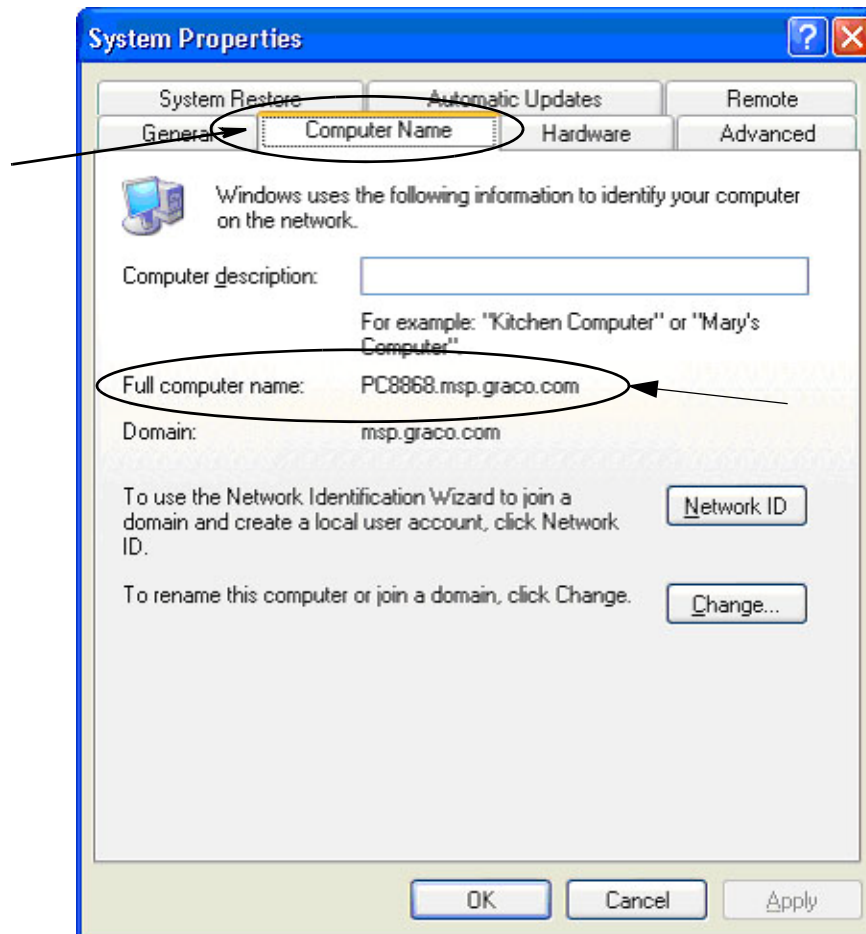 System Properties
System Restore Automatic Updates Remote
General Computer Name Hardware Advanced
Windows uses the following information to identify your computer
on the network.
Computer description:
For example: "Kitchen Computer" or "Mary's
Computer".
Full computer name: PC8868.msp.graco.com
Domain: msp.graco.com
To use the Network Identification Wizard to join a
domain and create a local user account, click Network
ID.
Network ID
To rename this computer or join a domain, click Change.
Change...
OK Cancel Apply